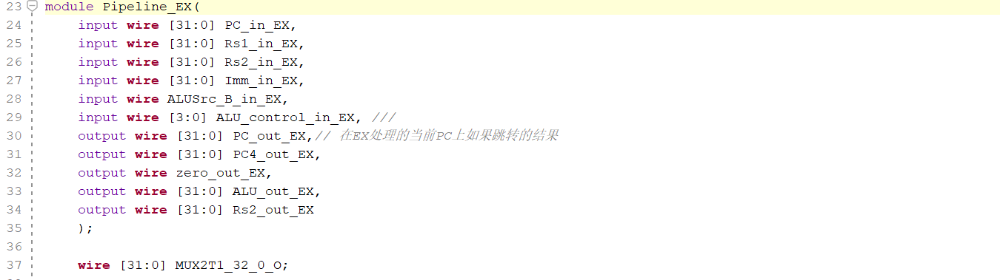 23 module Pipeline_EX(
24 input wire [31:0] PC_in_EX,
25 input wire [31:0] Rs1_in_EX,
26 input wire [31:0] Rs2_in_EX,
27 input wire [31:0] Imm_in_EX,
28 input wire ALUSrc_B_in_EX,
29 input wire [3:0] ALU_control_in_EX, ///
30 output wire [31:0] PC_out_EX,// 在EX处理的当前PC上如果跳转的结果
31 output wire [31:0] PC4_out_EX,
32 output wire zero_out_EX,
33 output wire [31:0] ALU_out_EX,
34 output wire [31:0] Rs2_out_EX
35 );
36
37 wire [31:0] MUX2T1_32_0_O;